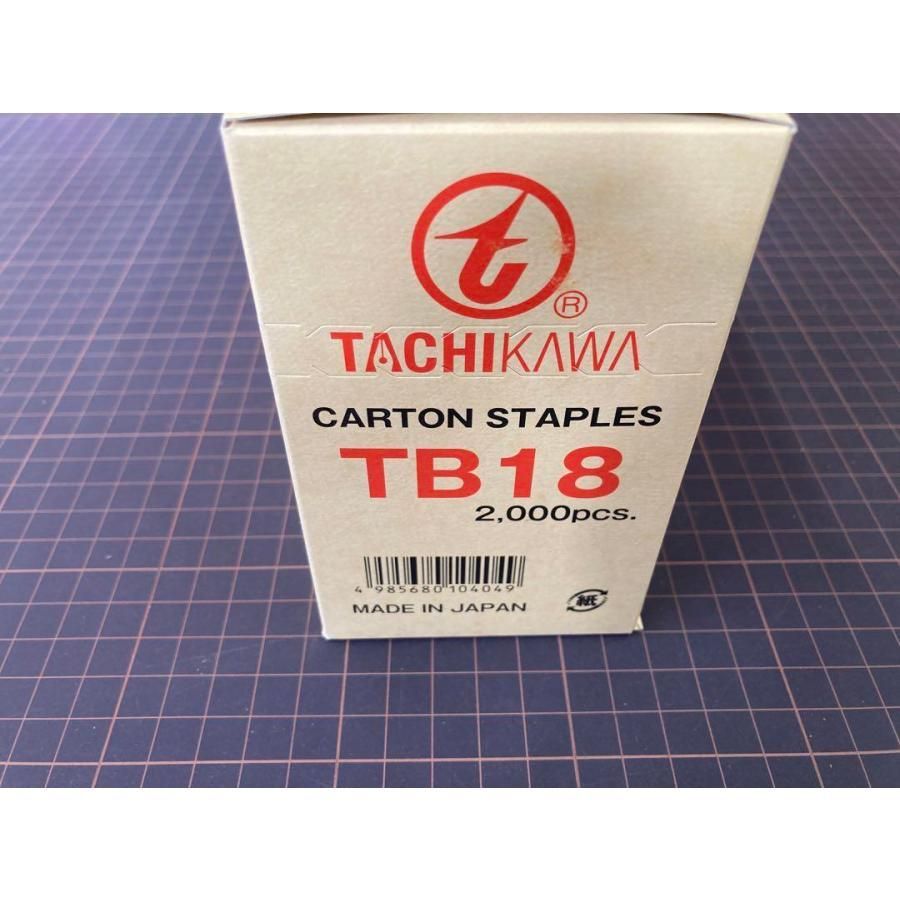 t
®
TACHIKAWA
CARTON STAPLES
TB18
2,000pcs.
4 985680 104049
MADE IN JAPAN
紙